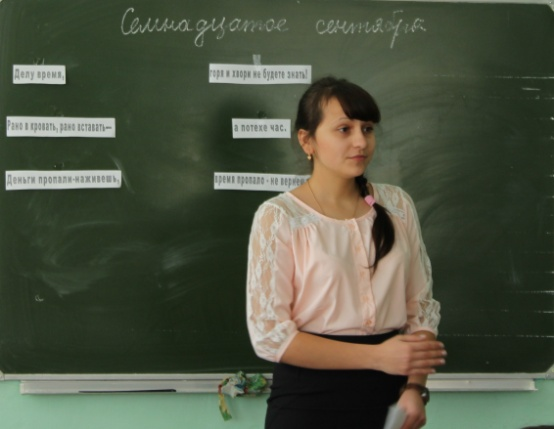 Семнадцатое сентября.
Делу время,
горя и хвори не будете знать!
Рано в кровать, рано вставать–
а потехе час.
Деньги пропали-наживешь,
время пропало - не вернешь